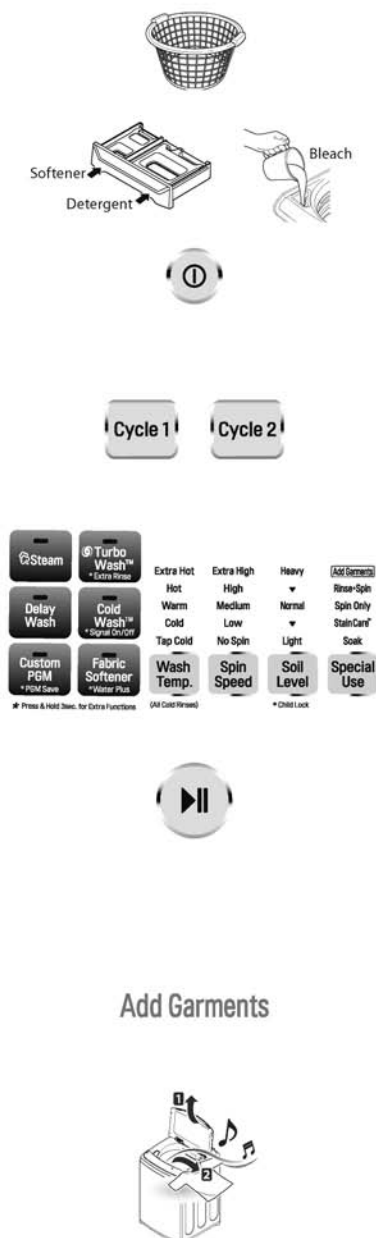 Bleach
Softener
Detergent
Cycle 1 Cycle 2
Steam
Turbo
Wash™
*Extra Rinse
Delay
Wash
Cold
Wash™
*Signal On/Off
Custom
PGM
*PGM Save
Fabric
Softener
*Water Plus
* Press & Hold 3sec. for Extra Functions
Extra Hot Extra High Heavy Add Garments
Hot High ▼ Rinse+Spin
Warm Medium Normal Spin Only
Cold Low ▼ StainCare™
Tap Cold No Spin Light Soak
Wash
Temp.
Spin
Speed
Soil
Level
Special
Use
(All Cold Rinses) *Child Lock
Add Garments
1
2